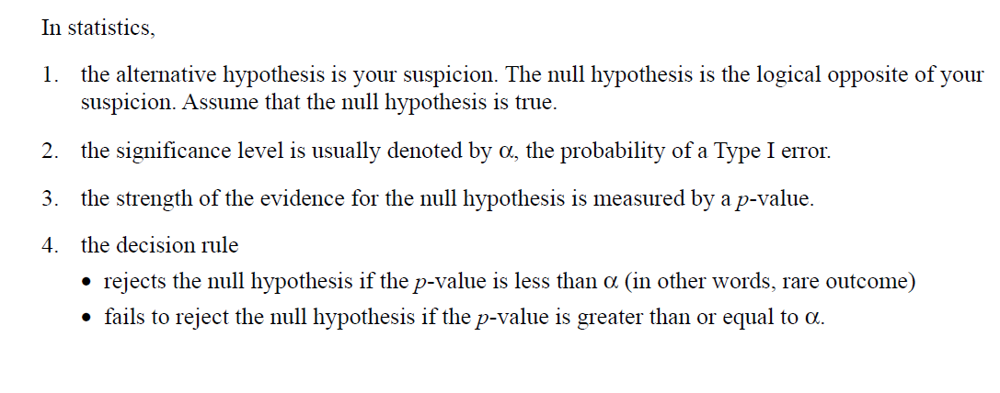 In statistics,
1. the alternative hypothesis is your suspicion. The null hypothesis is the logical opposite of your
suspicion. Assume that the null hypothesis is true.
2. the significance level is usually denoted by α, the probability of a Type I error.
3. the strength of the evidence for the null hypothesis is measured by a p-value.
4. the decision rule
• rejects the null hypothesis if the p-value is less than α (in other words, rare outcome)
• fails to reject the null hypothesis if the p-value is greater than or equal to α.